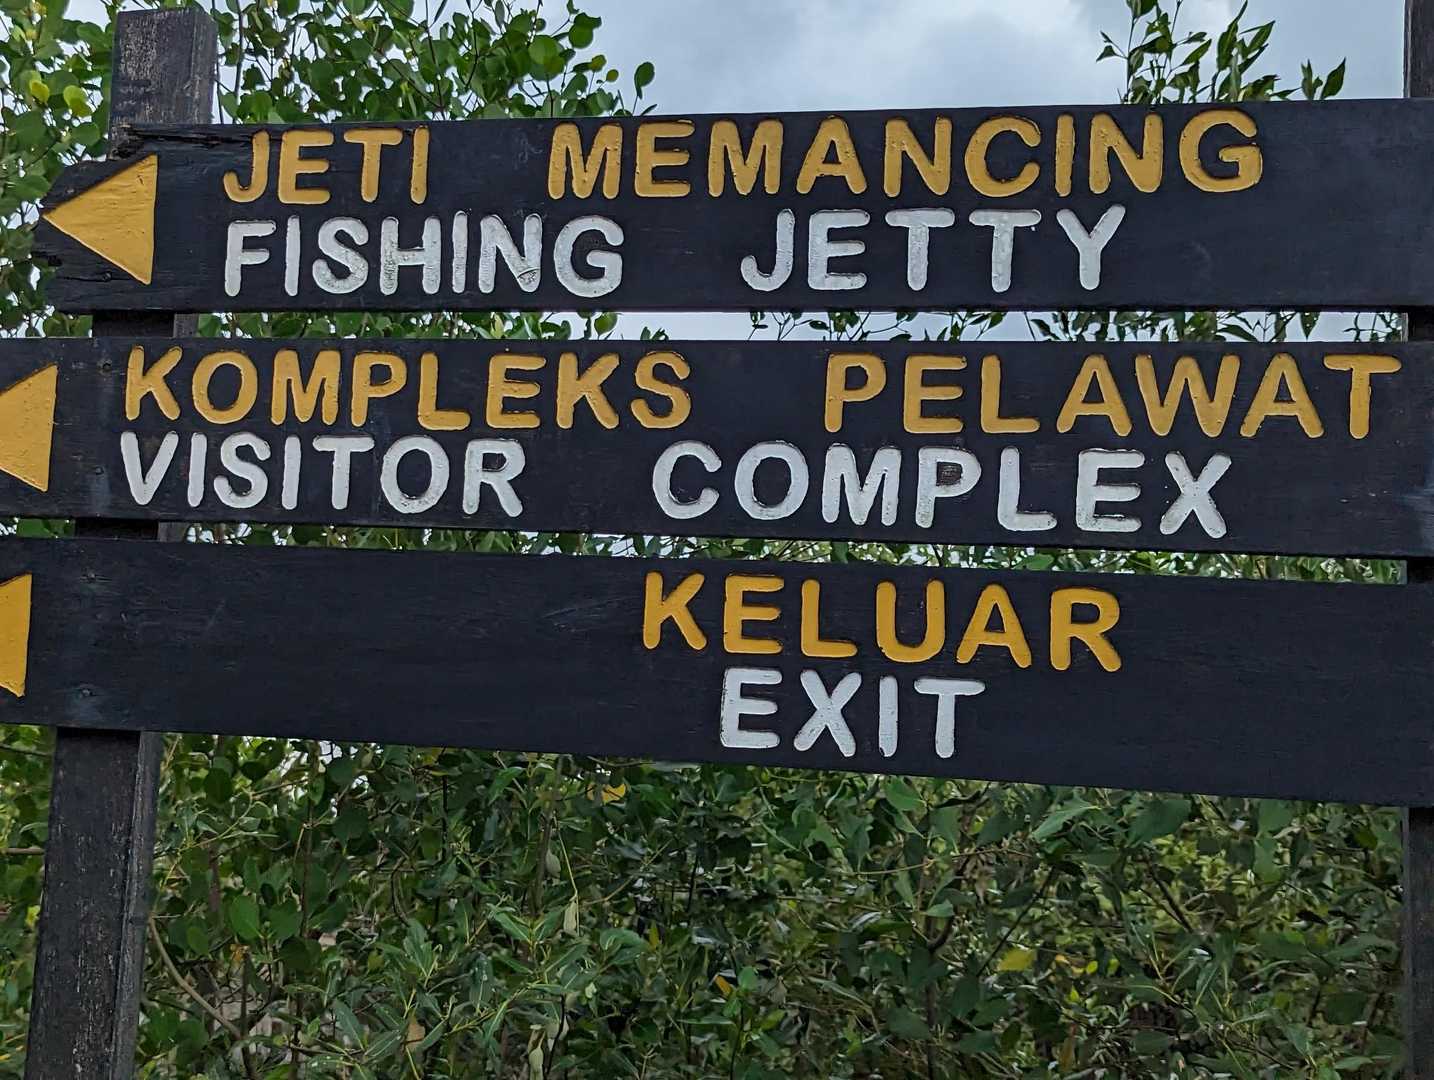 JETI MEMANCING
FISHING JETTY
KOMPLEKS PELAWAT
VISITOR COMPLEX
KELUAR
EXIT